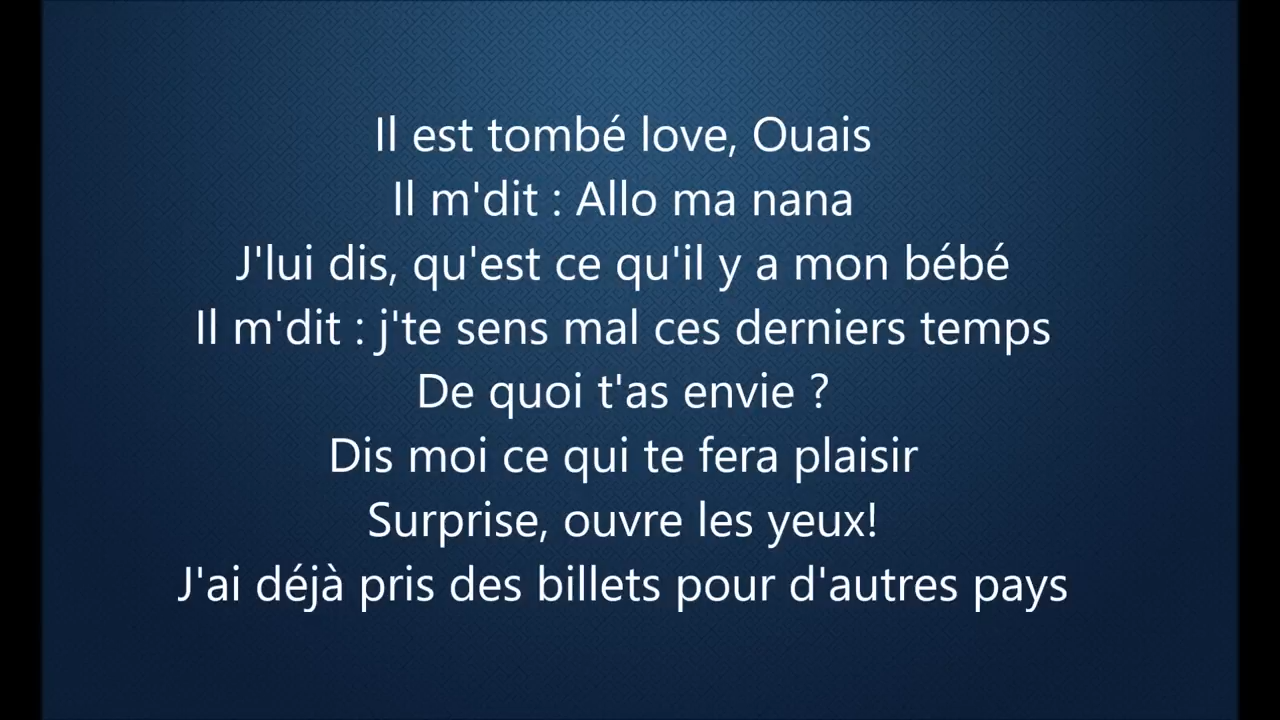 Il est tombé love, Ouais
Il m'dit : Allo ma nana
J'lui dis, qu'est ce qu'il y a mon bébé
Il m'dit : j'te sens mal ces derniers temps
De quoi t'as envie ?
Dis moi ce qui te fera plaisir
Surprise, ouvre les yeux!
J'ai déjà pris des billets pour d'autres pays